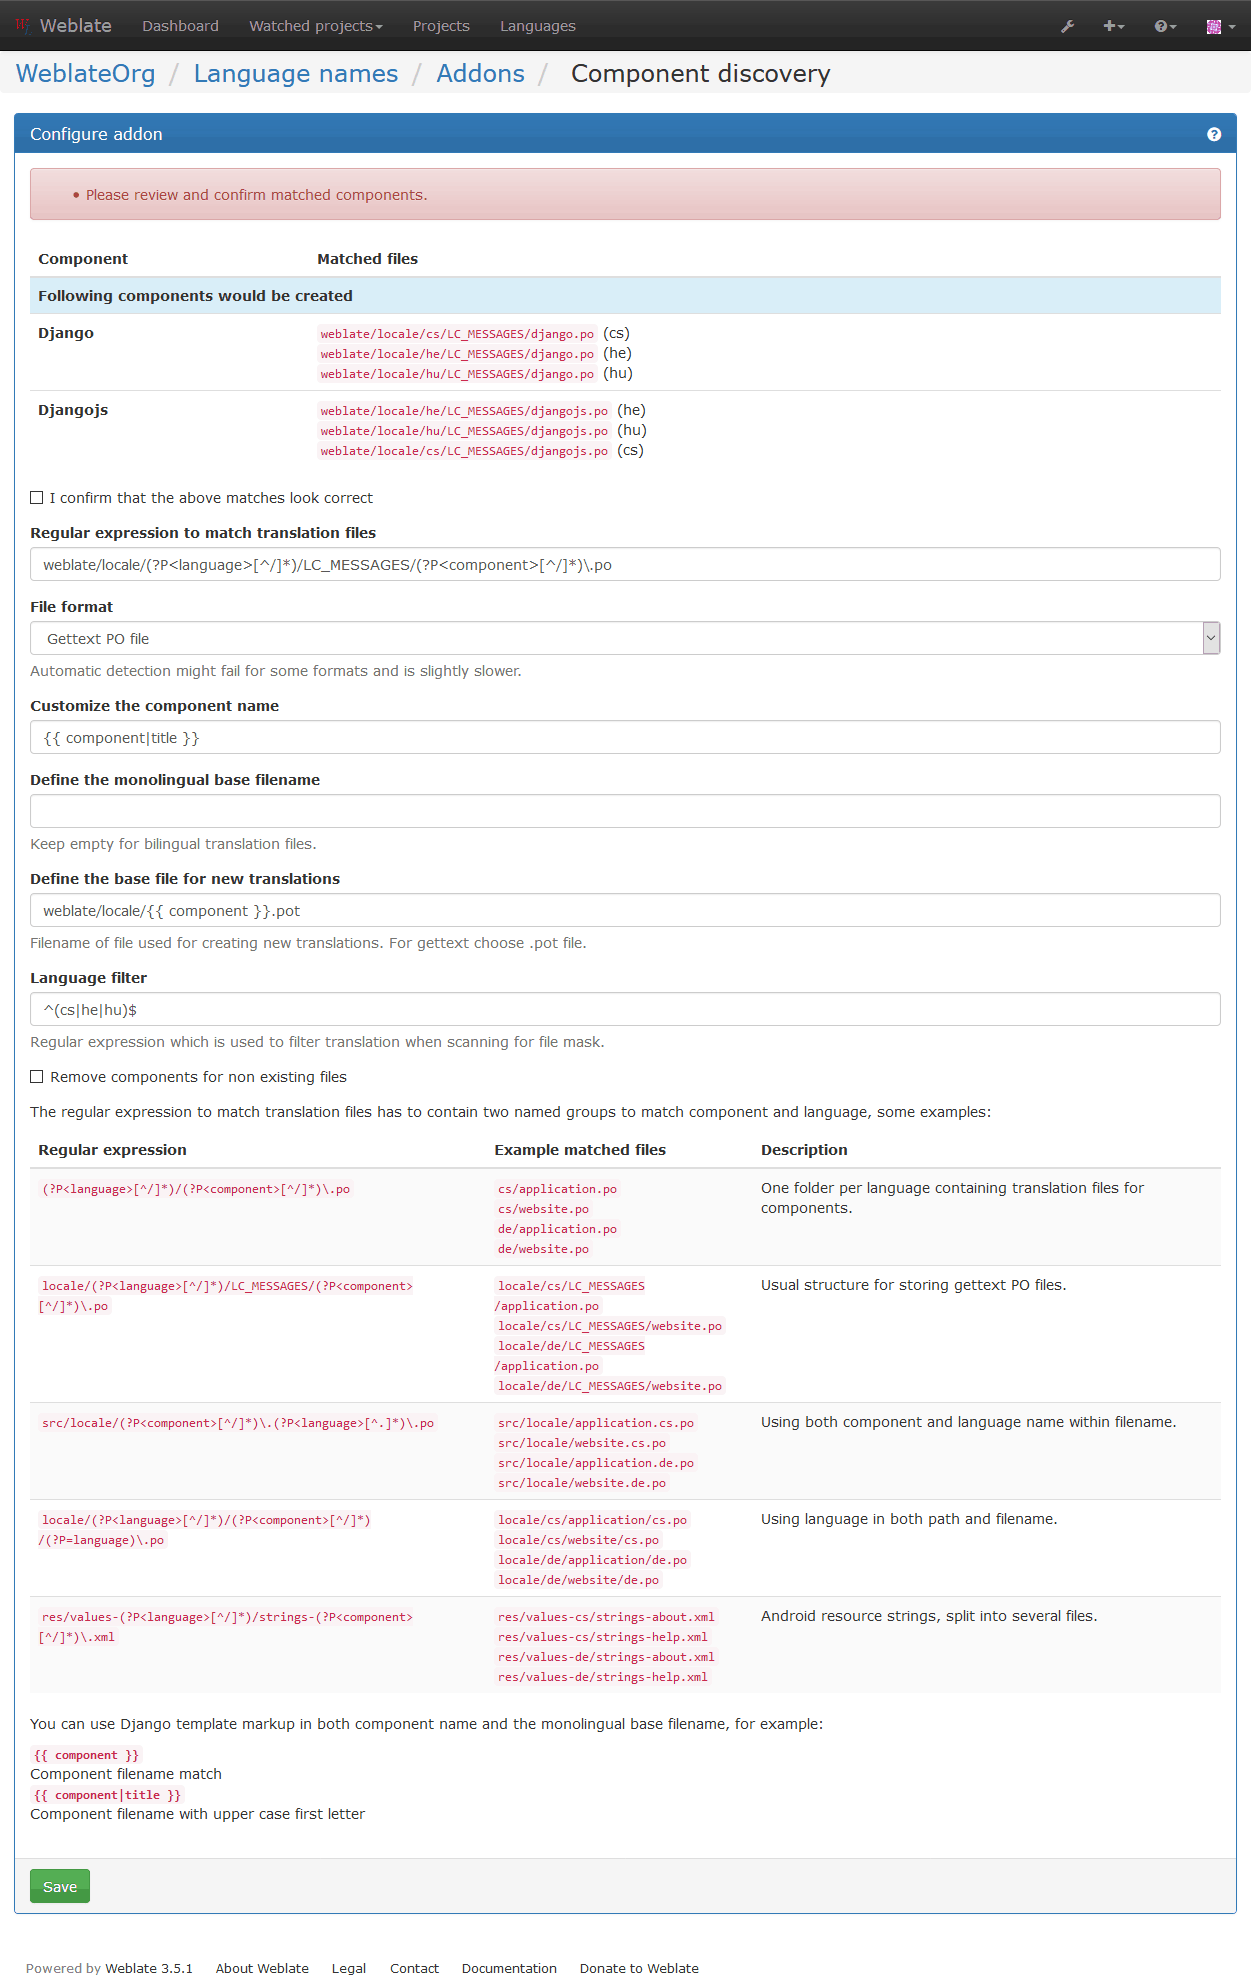 Weblate Dashboard Watched projects Projects Languages
WeblateOrg / Language names / Addons / Component discovery
Configure addon
• Please review and confirm matched components.
Component Matched files
Following components would be created
Django weblate/locale/cs/LC_MESSAGES/django.po (cs)
weblate/locale/he/LC_MESSAGES/django.po (he)
weblate/locale/hu/LC_MESSAGES/django.po (hu)
Djangojs weblate/locale/he/LC_MESSAGES/djangojs.po (he)
weblate/locale/hu/LC_MESSAGES/djangojs.po (hu)
weblate/locale/cs/LC_MESSAGES/djangojs.po (cs)
I confirm that the above matches look correct
Regular expression to match translation files
weblate/locale/(?P<language>[^/]*)/LC_MESSAGES/(?P<component>[^/]*)\.po
File format
Gettext PO file
Automatic detection might fail for some formats and is slightly slower.
Customize the component name
{{ component|title }}
Define the monolingual base filename
Keep empty for bilingual translation files.
Define the base file for new translations
weblate/locale/{{ component }}.pot
Filename of file used for creating new translations. For gettext choose .pot file.
Language filter
^(cs|he|hu)$
Regular expression which is used to filter translation when scanning for file mask.
Remove components for non existing files
The regular expression to match translation files has to contain two named groups to match component and language, some examples:
Regular expression Example matched files Description
(?P<language>[^/]*)/(?P<component>[^/]*)\.po cs/application.po One folder per language containing translation files for
cs/website.po components.
de/application.po
de/website.po
locale/(?P<language>[^/]*)/LC_MESSAGES/(?P<component> locale/cs/LC_MESSAGES Usual structure for storing gettext PO files.
[^/]*)\.po /application.po
locale/cs/LC_MESSAGES/website.po
locale/de/LC_MESSAGES
/application.po
locale/de/LC_MESSAGES/website.po
src/locale/(?P<component>[^/]*)\.(?P<language>[^.]*)\.po src/locale/application.cs.po Using both component and language name within filename.
src/locale/website.cs.po
src/locale/application.de.po
src/locale/website.de.po
locale/(?P<language>[^/]*)/(?P<component>[^/]*) locale/cs/application/cs.po Using language in both path and filename.
/(?P=language)\.po locale/cs/website/cs.po
locale/de/application/de.po
locale/de/website/de.po
res/values-(?P<language>[^/]*)/strings-(?P<component> res/values-cs/strings-about.xml Android resource strings, split into several files.
[^/]*)\.xml res/values-cs/strings-help.xml
res/values-de/strings-about.xml
res/values-de/strings-help.xml
You can use Django template markup in both component name and the monolingual base filename, for example:
{{ component }}
Component filename match
{{ component|title }}
Component filename with upper case first letter
Save
Powered by Weblate 3.5.1 About Weblate Legal Contact Documentation Donate to Weblate